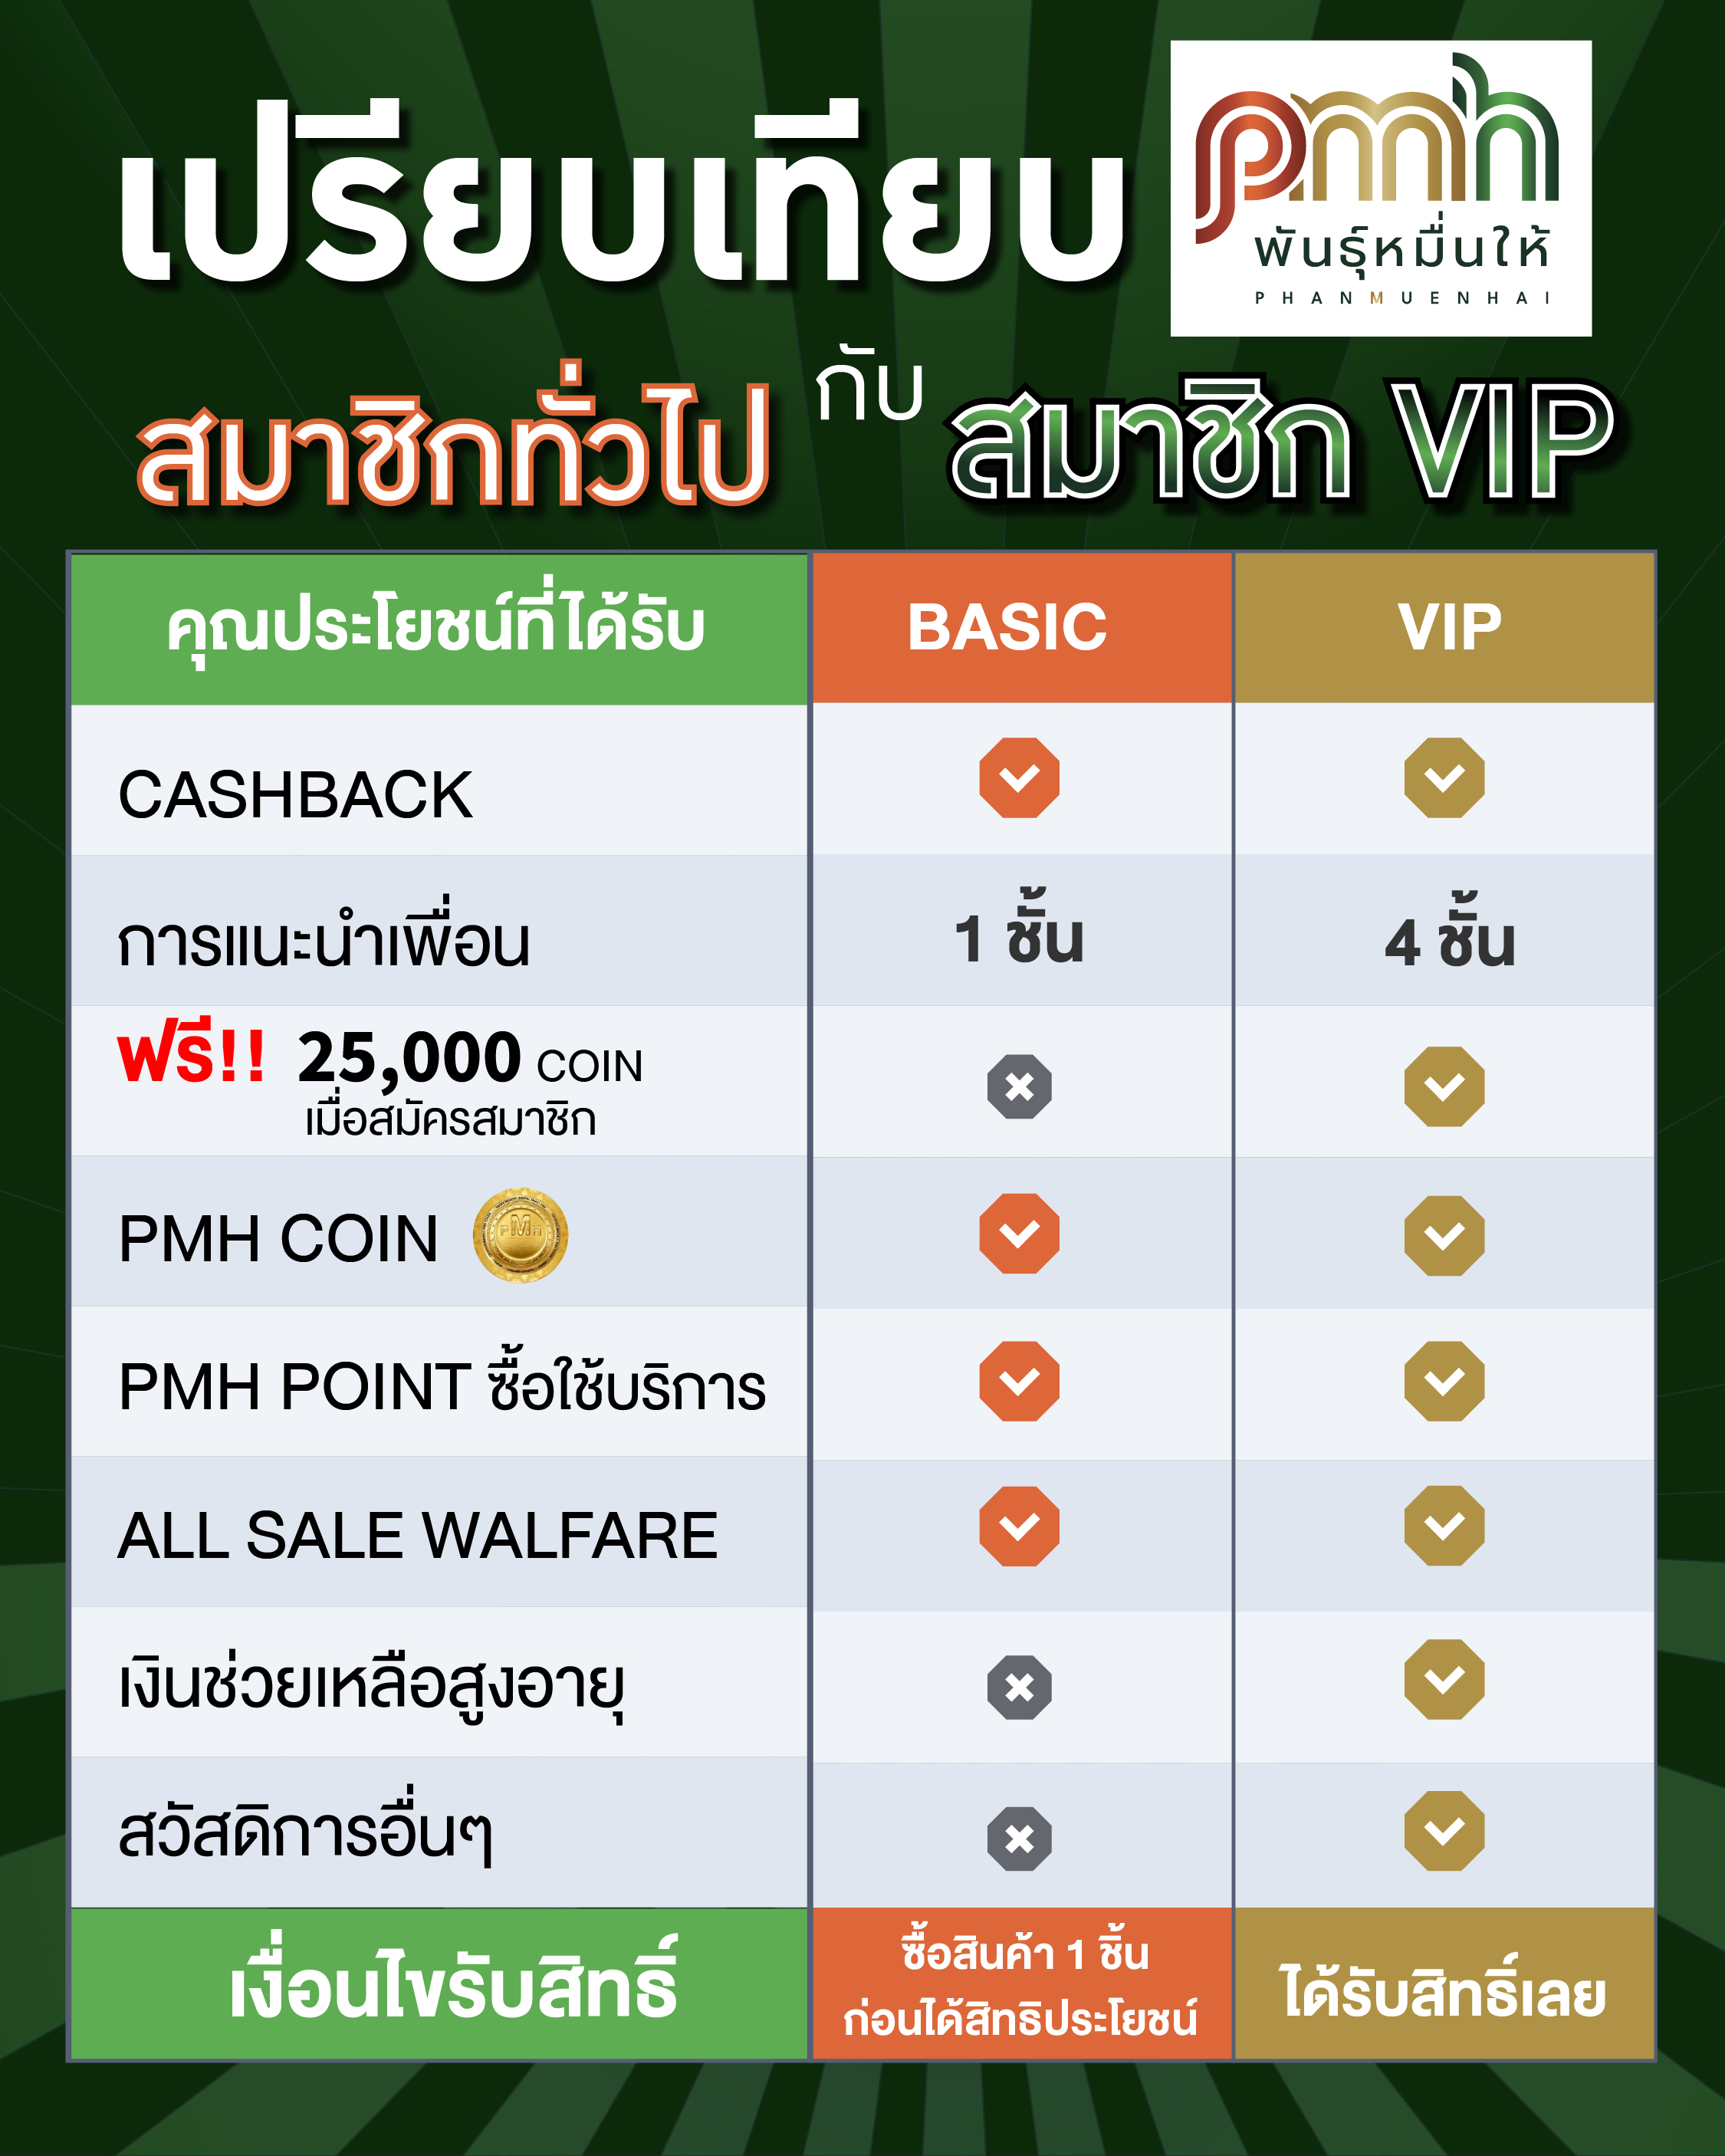 เปรียบเทียบ
pmh
พันธุ์หมื่นให้
PHANMUENHAI
สมาชิกทั่วไป กับ สมาชิก VIP
คุณประโยชน์ที่ได้รับ BASIC VIP
CASHBACK
การแนะนำเพื่อน 1 ชั้น 4 ชั้น
ฟรี!! 25,000 COIN
เมื่อสมัครสมาชิก
PMH COIN PMH
PMH POINT ซื้อใช้บริการ
ALL SALE WALFARE
เงินช่วยเหลือสูงอายุ
สวัสดิการอื่นๆ
เงื่อนไขรับสิทธิ์
ซื้อสินค้า 1 ชิ้น
ก่อนได้สิทธิประโยชน์
ได้รับสิทธิ์เลย